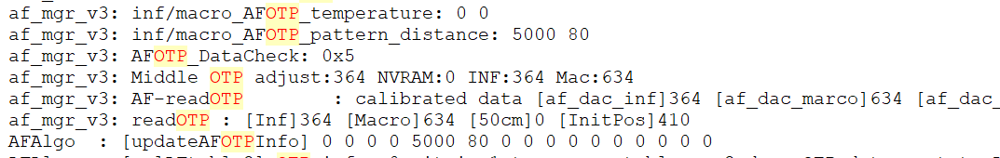 af_mgr_v3: inf/macro_AFOTP_temperature: 0 0
af_mgr_v3: inf/macro_AFOTP_pattern_distance: 5000 80
af_mgr_v3: AFOTP_DataCheck: 0x5
af_mgr_v3: Middle OTP adjust:364 NVRAM:0 INF:364 Mac:634
af_mgr_v3: AF-readOTP : calibrated data [af_dac_inf]364 [af_dac_marco]634 [af_dac_
af_mgr_v3: readOTP : [Inf]364 [Macro]634 [50cm]0 [InitPos]410
AFAlgo : [updateAFOTPInfo] 0 0 0 0 5000 80 0 0 0 0 0 0 0 0 0 0